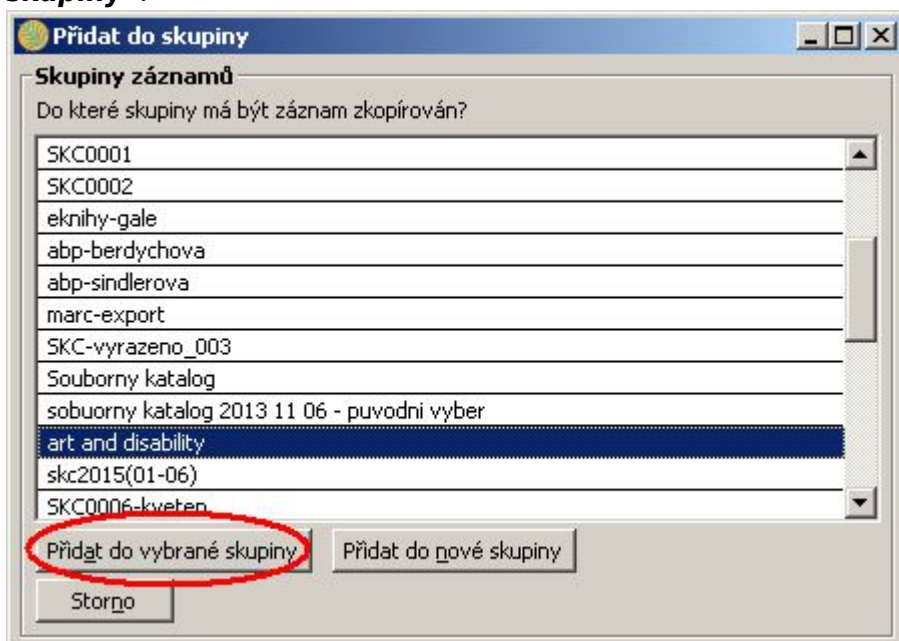 Přidat do skupiny
Skupiny záznamů
Do které skupiny má být záznam zkopírován?
SKC0001
SKC0002
eknihy-gale
abp-berdychova
abp-sindlerova
marc-export
SKC-vyrazeno_003
Souborny katalog
sobuorny katalog 2013 11 06 - puvodni vyber
art and disability
skc2015(01-06)
SKC0006-kveten
Přidat do vybrané skupiny Přidat do nové skupiny
Storno